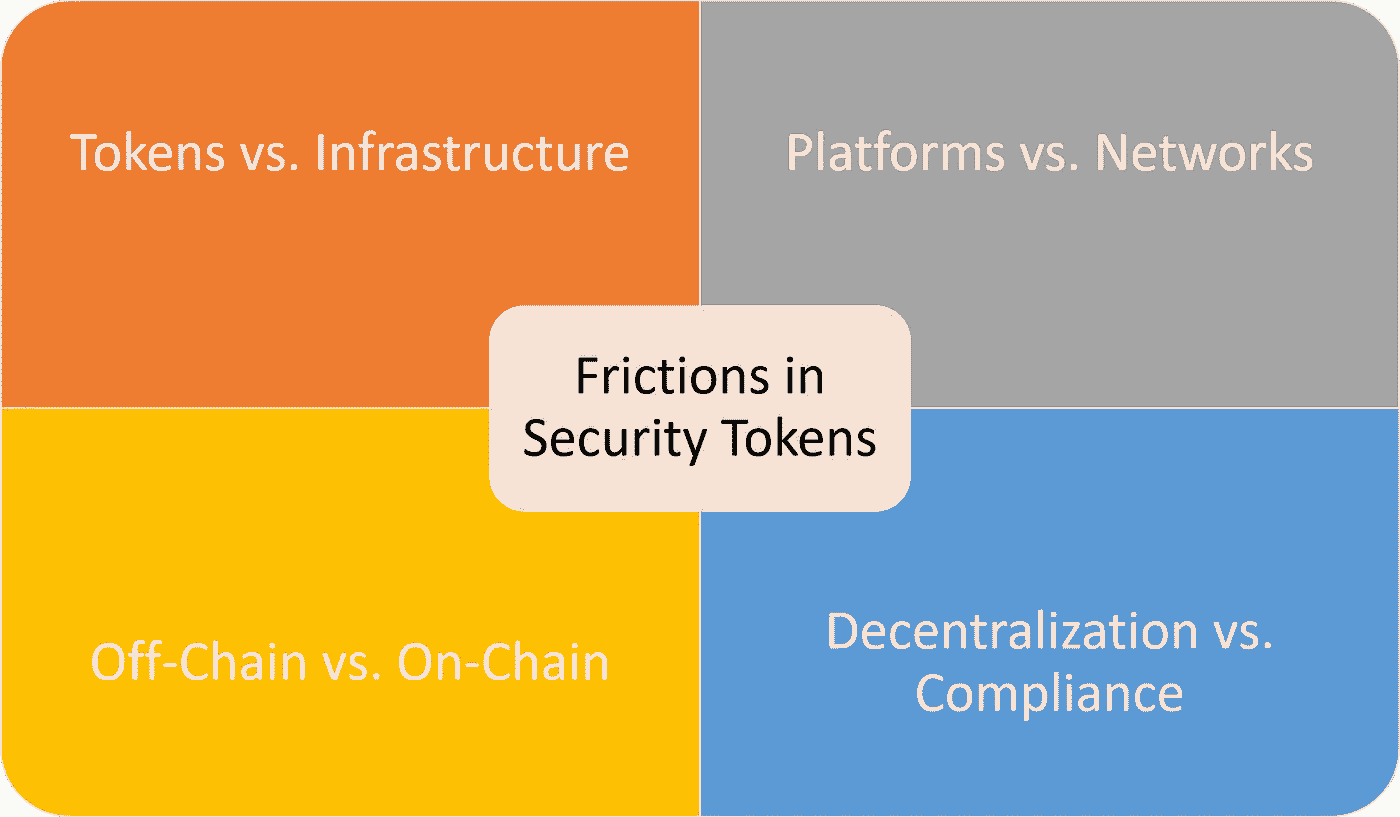 Tokens vs. Infrastructure
Platforms vs. Networks
Frictions in
Security Tokens
Off-Chain vs. On-Chain
Decentralization vs.
Compliance